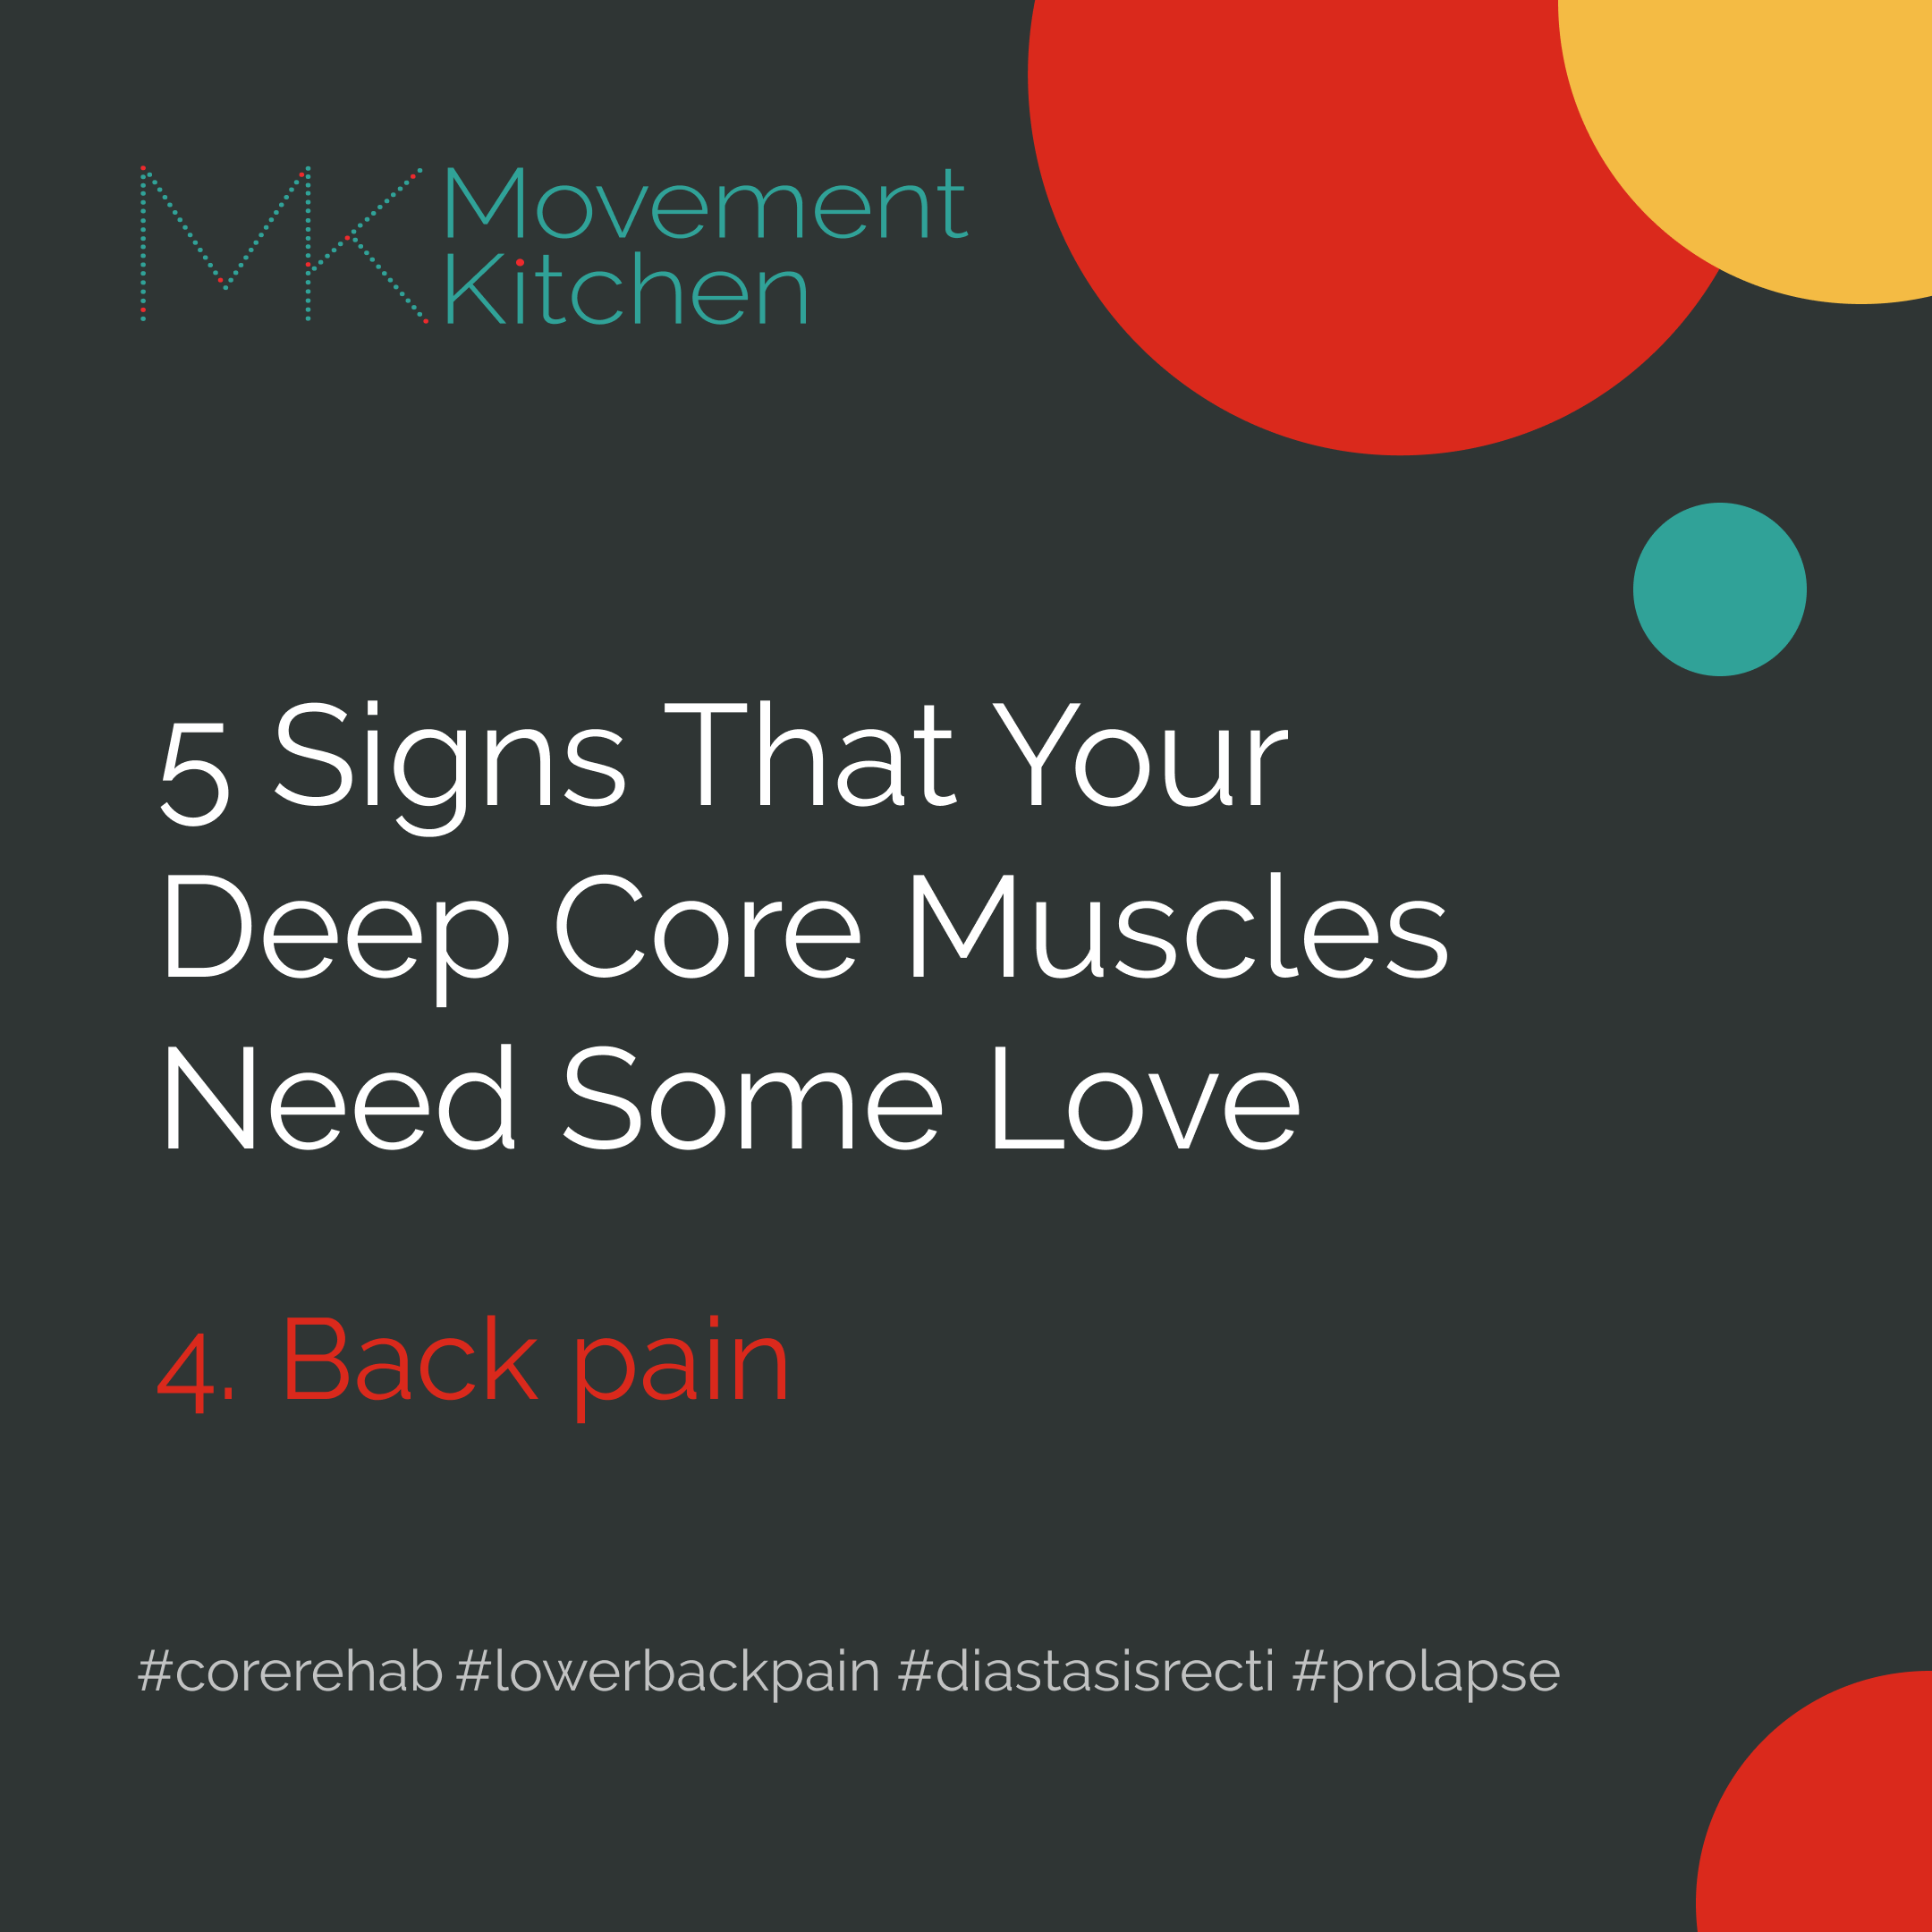 MK
Movement
Kitchen
5 Signs That Your
Deep Core Muscles
Need Some Love
4. Back pain
#corerehab #lowerbackpain #diastasisrecti #prolapse